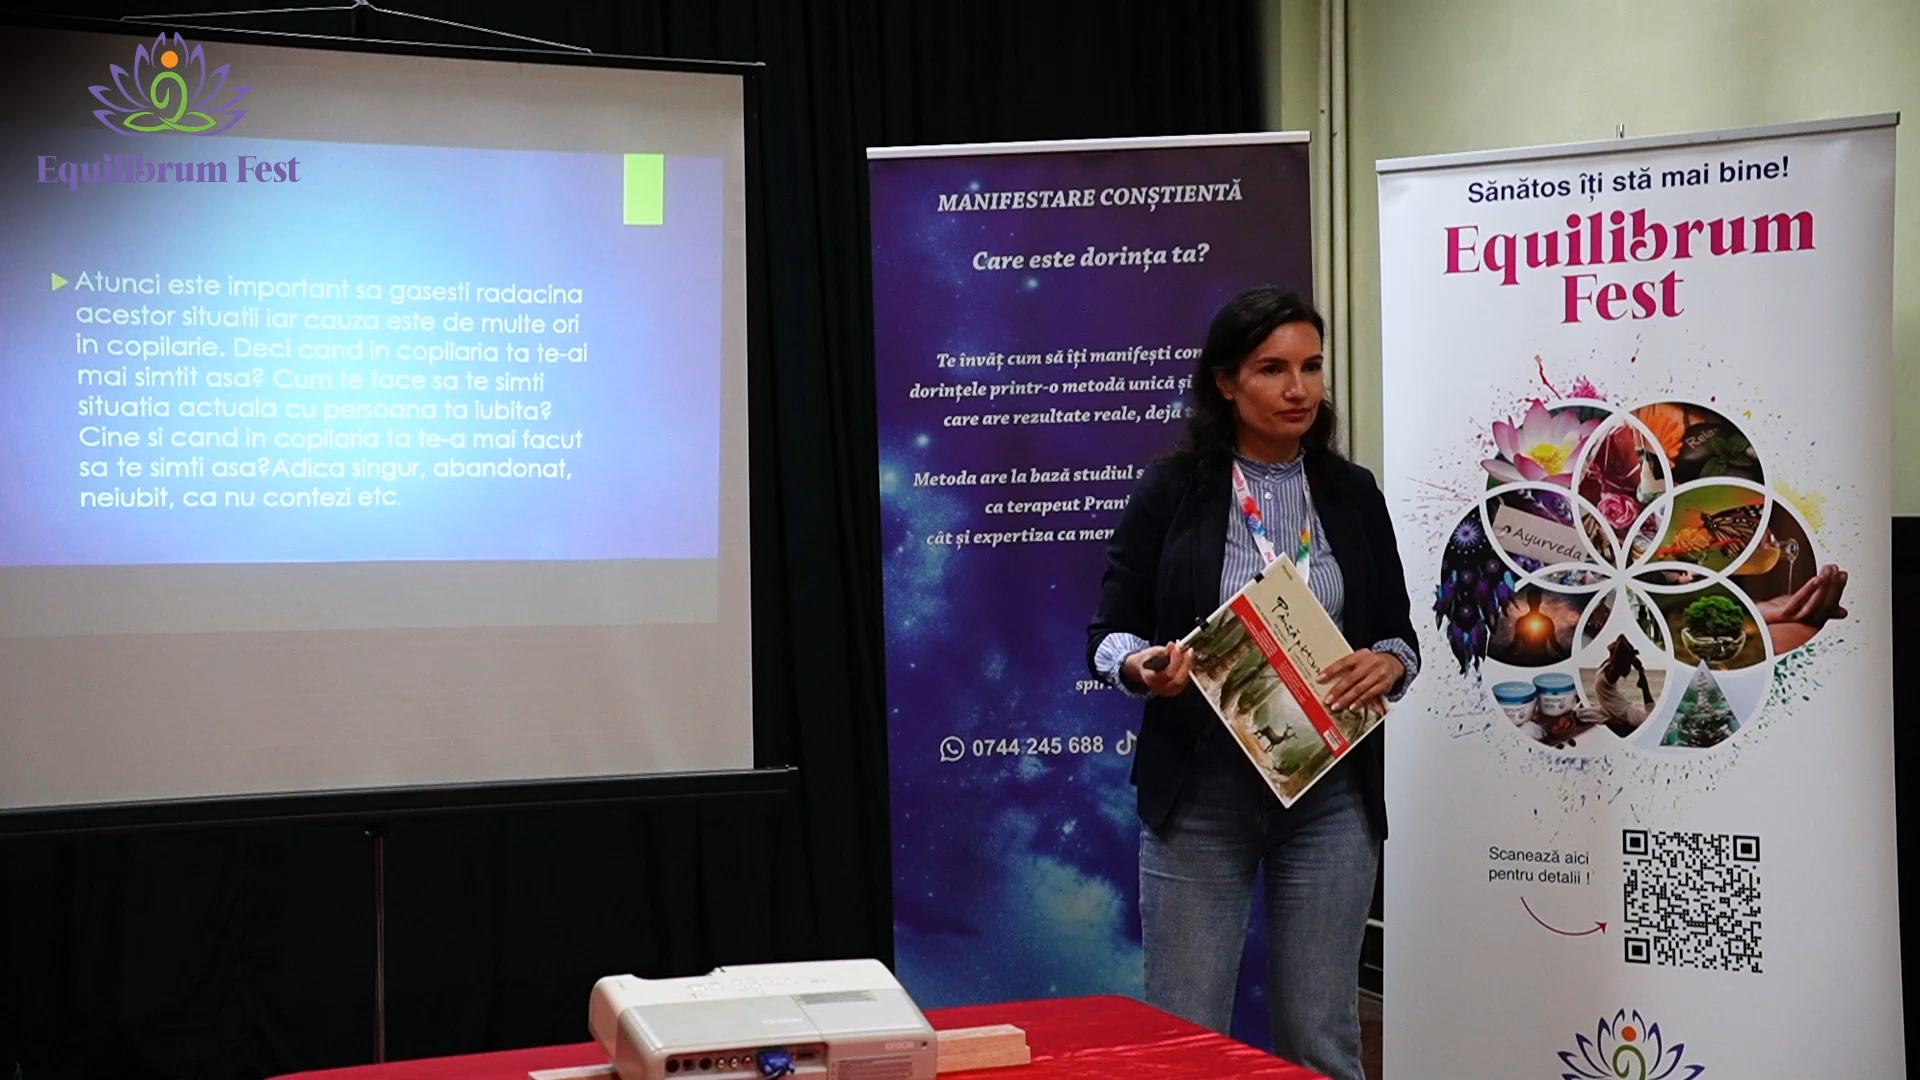 Equilibrum Fest
Atunci este important sa gasesti radacina
acestor situatii iar cauza este de multe ori
in copilarie. Deci cand in copilaria ta te-ai
mai simtit asa? Cum te face sa te simti
situatia actuala cu persoana ta iubita?
Cine si cand in copilaria ta te-a mai facut
sa te simti asa?Adica singur, abandonat,
neiubit, ca nu contezi etc.
MANIFESTARE CONȘTIENTĂ
Care este dorința ta?
Te învăț cum să îți manifești
dorințele printr-o metodă unică și
care are rezultate reale, deja
Metoda are la bază studiul
ca terapeut
cât și expertiza ca
0744 245 688
Sănătos îți stă mai bine!
Equilibrum
Fest
Ayurveda
Scanează aici
pentru detalii !
EPSON